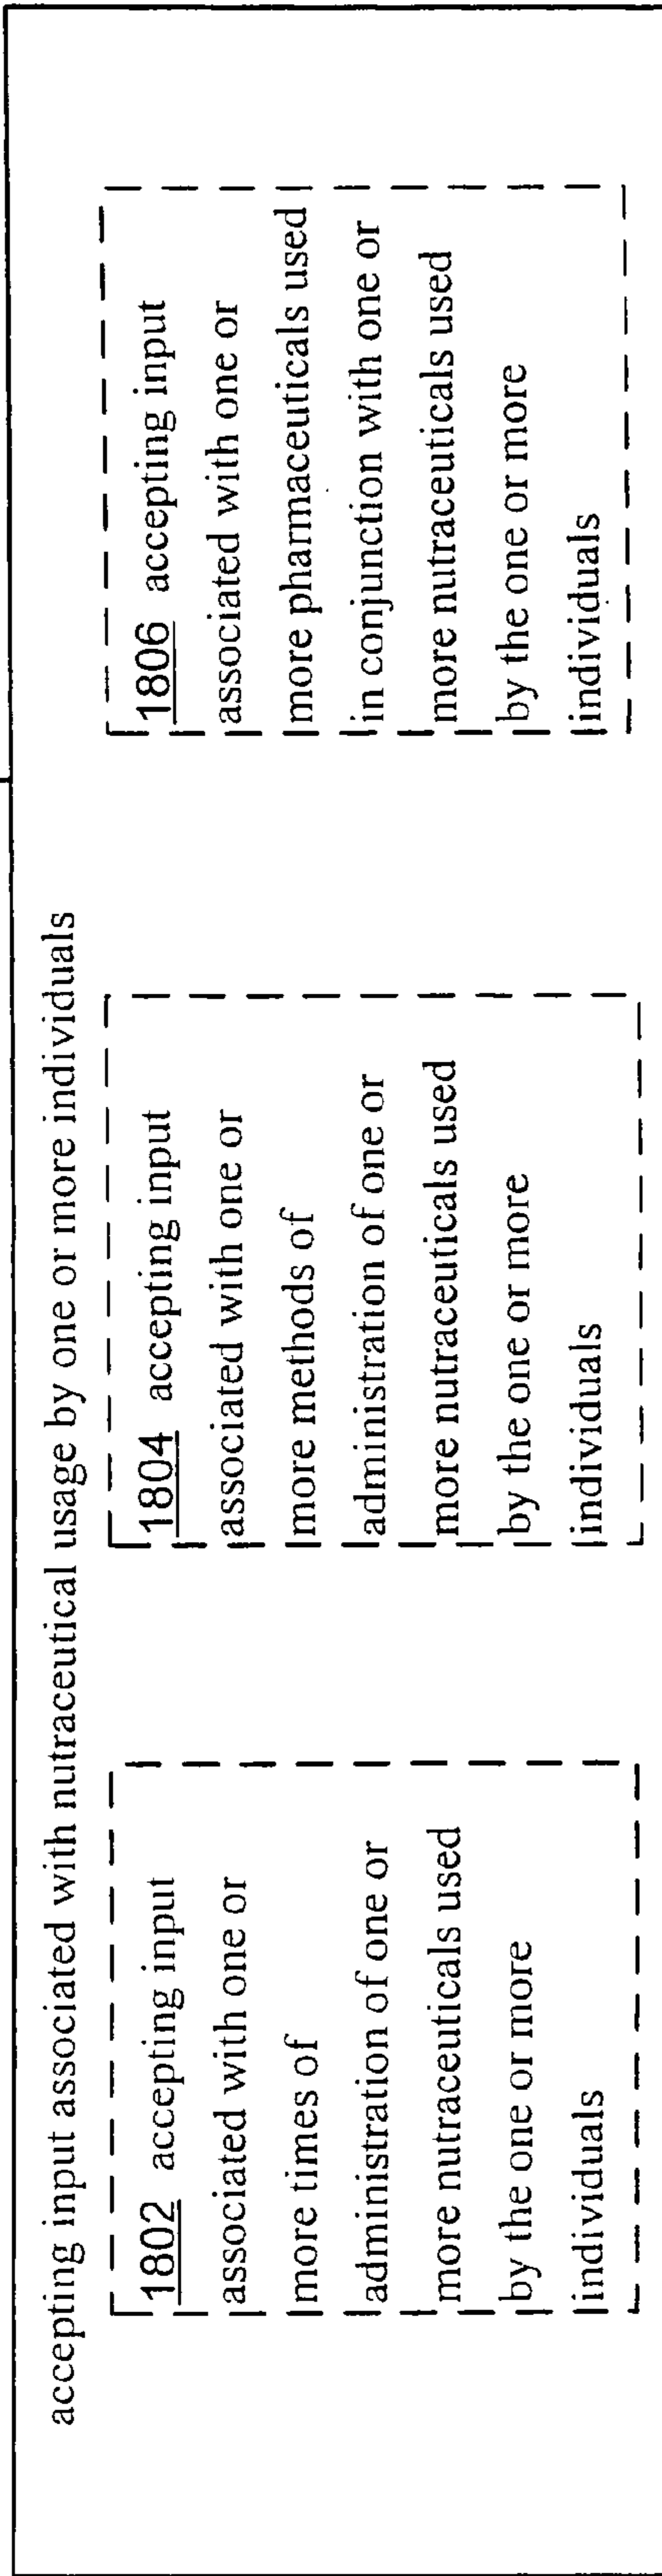 accepting input associated with nutraceutical usage by one or more individuals
1802 accepting input
associated with one or
more times of
administration of one or
more nutraceuticals used
by the one or more
individuals
1804 accepting input
associated with one or
more methods of
administration of one or
more nutraceuticals used
by the one or more
individuals
1806 accepting input
associated with one or
more pharmaceuticals used
in conjunction with one or
more nutraceuticals used
by the one or more
individuals